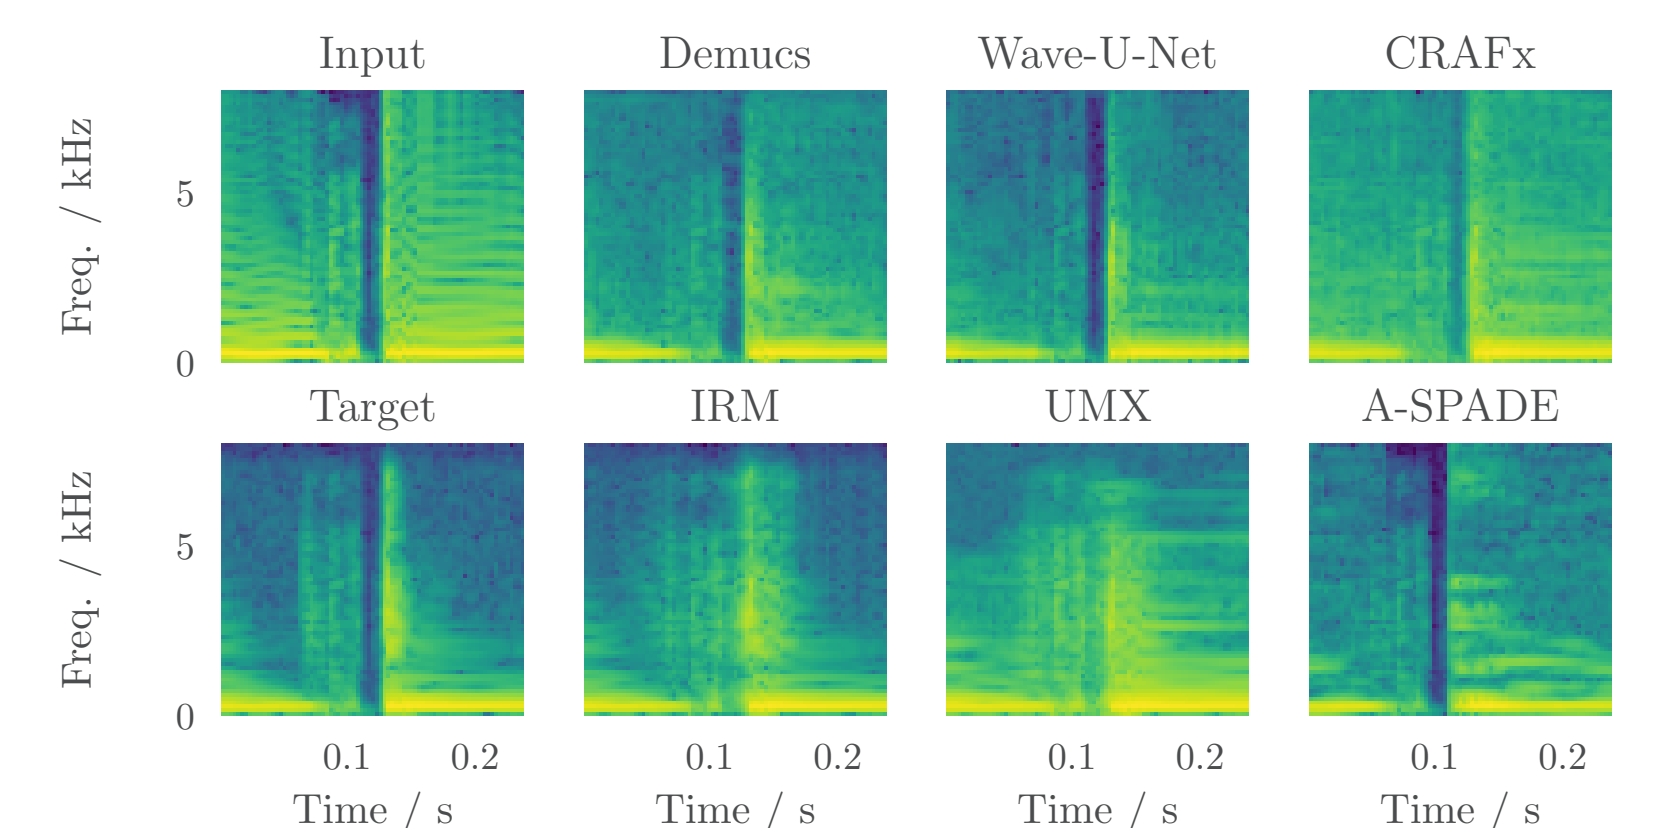 Input Demucs Wave-U-Net CRAFx
Freq. / kHz
5
0
Target IRM UMX A-SPADE
Freq. / kHz
5
0
0.1 0.2 0.1 0.2 0.1 0.2 0.1 0.2
Time / s Time / s Time / s Time / s